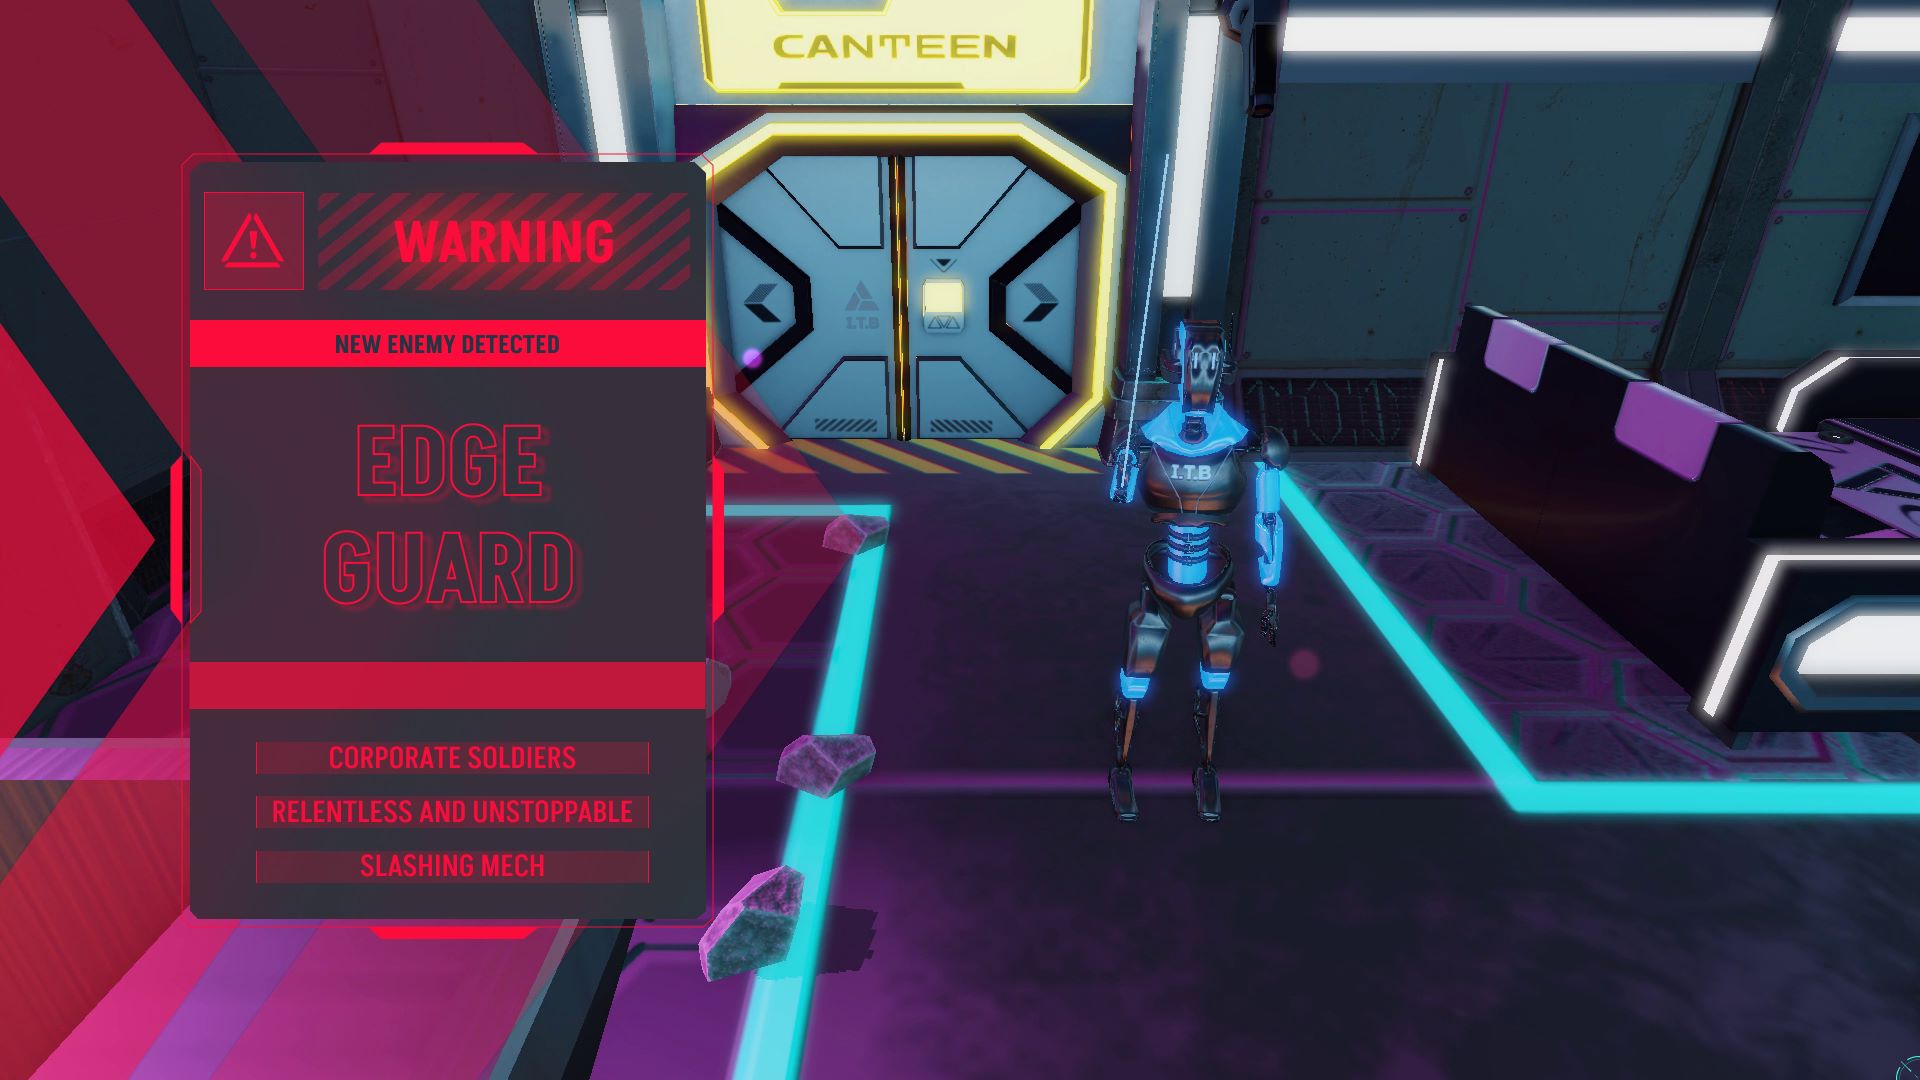 CANTEEN
WARNING
NEW ENEMY DETECTED
EDGE
GUARD
CORPORATE SOLDIERS
RELENTLESS AND UNSTOPPABLE
SLASHING MECH
I.T.B
I.T.B